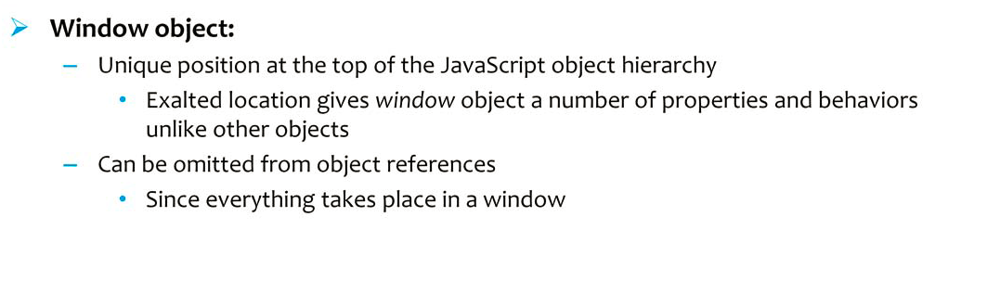 Window object:
– Unique position at the top of the JavaScript object hierarchy
• Exalted location gives window object a number of properties and behaviors
unlike other objects
– Can be omitted from object references
• Since everything takes place in a window